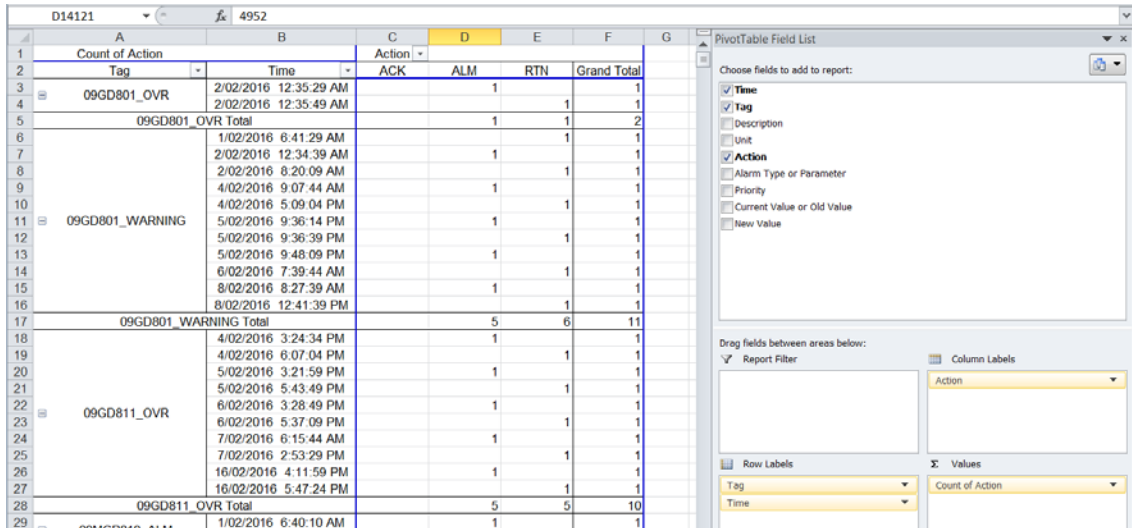 D14121 fx 4952
A B C D E F G
1 Count of Action Action
2 Tag Time ACK ALM RTN Grand Total
3 09GD801_OVR 2/02/2016 12:35:29 AM 1 1
4 2/02/2016 12:35:49 AM 1 1
5 09GD801_OVR Total 1 1 2
6 1/02/2016 6:41:29 AM 1 1
7 2/02/2016 12:34:39 AM 1 1
8 2/02/2016 8:20:09 AM 1 1
9 4/02/2016 9:07:44 AM 1 1
10 4/02/2016 5:09:04 PM 1 1
11 09GD801_WARNING 5/02/2016 9:36:14 PM 1 1
12 5/02/2016 9:36:39 PM 1 1
13 5/02/2016 9:48:09 PM 1 1
14 6/02/2016 7:39:44 AM 1 1
15 8/02/2016 8:27:39 AM 1 1
16 8/02/2016 12:41:39 PM 1 1
17 09GD801_WARNING Total 5 6 11
18 4/02/2016 3:24:34 PM 1 1
19 4/02/2016 6:07:04 PM 1 1
20 5/02/2016 3:21:59 PM 1 1
21 5/02/2016 5:43:49 PM 1 1
22 09GD811_OVR 6/02/2016 3:28:49 PM 1 1
23 6/02/2016 5:37:09 PM 1 1
24 7/02/2016 6:15:44 AM 1 1
25 7/02/2016 2:53:29 PM 1 1
26 16/02/2016 4:11:59 PM 1 1
27 16/02/2016 5:47:24 PM 1 1
28 09GD811_OVR Total 5 5 10
29 1/02/2016 6:40:10 AM 1 1
PivotTable Field List
Choose fields to add to report:
Time
Tag
Description
Unit
Action
Alarm Type or Parameter
Priority
Current Value or Old Value
New Value
Drag fields between areas below:
Report Filter Column Labels
Action
Row Labels Σ Values
Tag Count of Action
Time